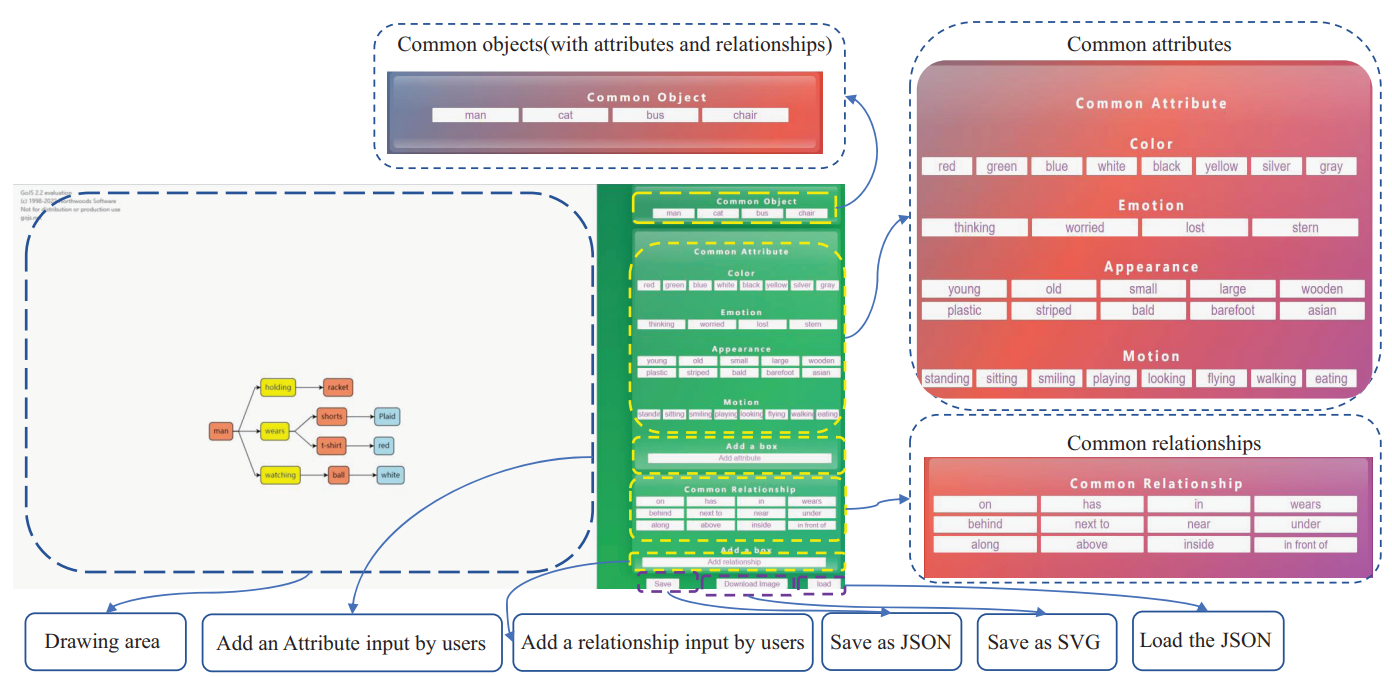 Common objects(with attributes and relationships)
Common Object
man cat bus chair
Common attributes
Common Attribute
Color
red green blue white black yellow silver gray
Emotion
thinking worried lost stern
Appearance
young old small large wooden
plastic striped bald barefoot asian
Motion
standing sitting smiling playing looking flying walking eating
GoJS 2.2 evaluation
(c) 1998-2022 Northwoods Software
Not for distribution or production use
holding racket
shorts Plaid
man wears
t-shirt red
watching ball white
Common Object
man cat bus chair
Common Attribute
Color
red green blue white black yellow silver gray
Emotion
thinking worried lost stern
Appearance
young old small large wooden
plastic striped bald barefoot asian
Motion
sitting smiling playing looking flying walkin eating
Add a box
Add attribute
Common Relationship
on has in wears
behind next to near under
along above inside in front of
Add a box
Add relationship
Save Download Image load
Common relationships
Common Relationship
on has in wears
behind next to near under
along above inside in front of
Drawing area
Add an Attribute input by users
Add a relationship input by users
Save as JSON
Save as SVG
Load the JSON